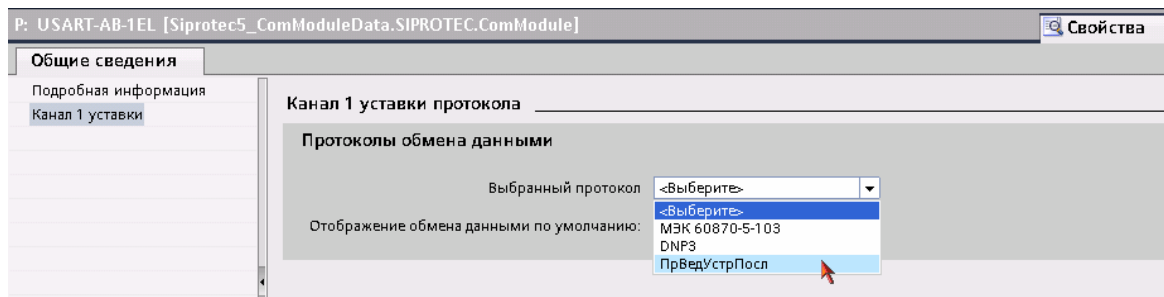 P: USART-AB-1EL [Siprotec5_ComModuleData.SIPROTEC.ComModule]
Свойства
Общие сведения
Подробная информация
Канал 1 уставки
Канал 1 уставки протокола
Протоколы обмена данными
Выбранный протокол <Выберите>
<Выберите>
Отображение обмена данными по умолчанию: МЭК 60870-5-103
DNP3
ПрВедУстрПосл